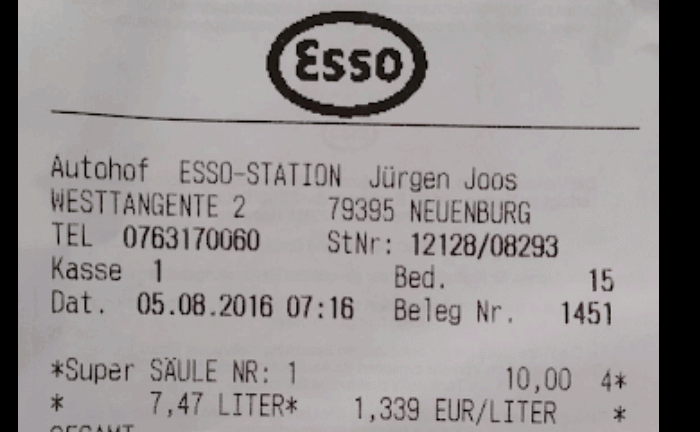 Esso
Autohof ESSO-STATION Jürgen Joos
WESTTANGENTE 2 79395 NEUENBURG
TEL 0763170060 StNr: 12128/08293
Kasse 1 Bed. 15
Dat. 05.08.2016 07:16 Beleg Nr. 1451
*Super SÄULE NR: 1 10,00 4*
* 7,47 LITER* 1,339 EUR/LITER *
GESAMT